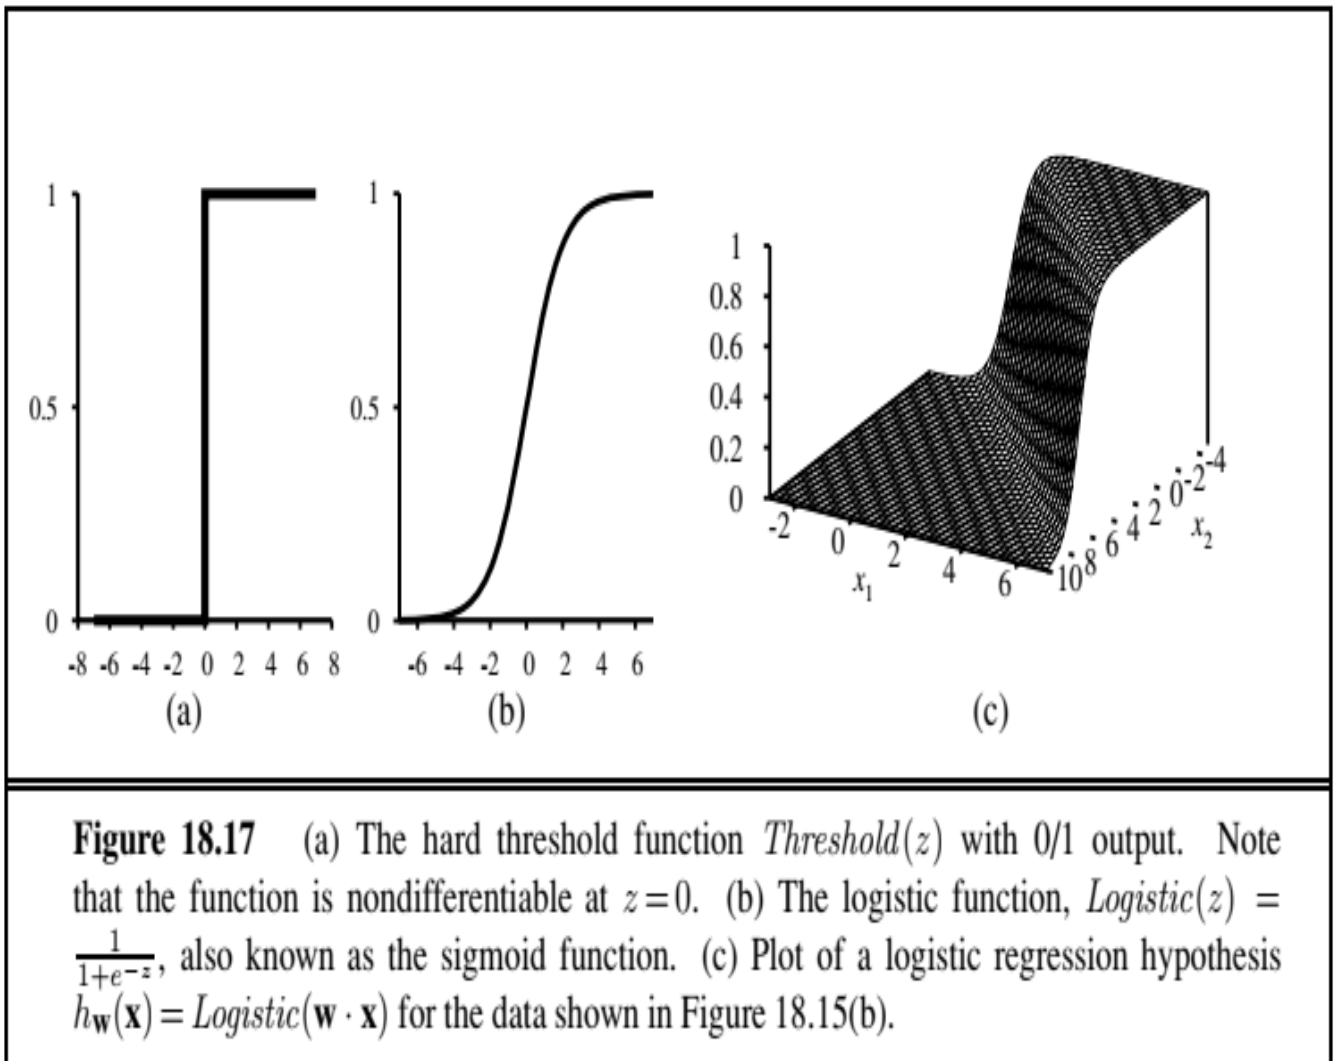 1
0.5
0
-8 -6 -4 -2 0 2 4 6 8
(a)
1
0.5
0
-6 -4 -2 0 2 4 6
(b)
1
0.8
0.6
0.4
0.2
0
-2 0 2 4 6
x1
10 8 6 4 2 0 -2 -4
x2
(c)
Figure 18.17 (a) The hard threshold function Threshold(z) with 0/1 output. Note
that the function is nondifferentiable at z=0. (b) The logistic function, Logistic(z) =
1/(1+e^-z), also known as the sigmoid function. (c) Plot of a logistic regression hypothesis
hw(x)=Logistic(w · x) for the data shown in Figure 18.15(b).